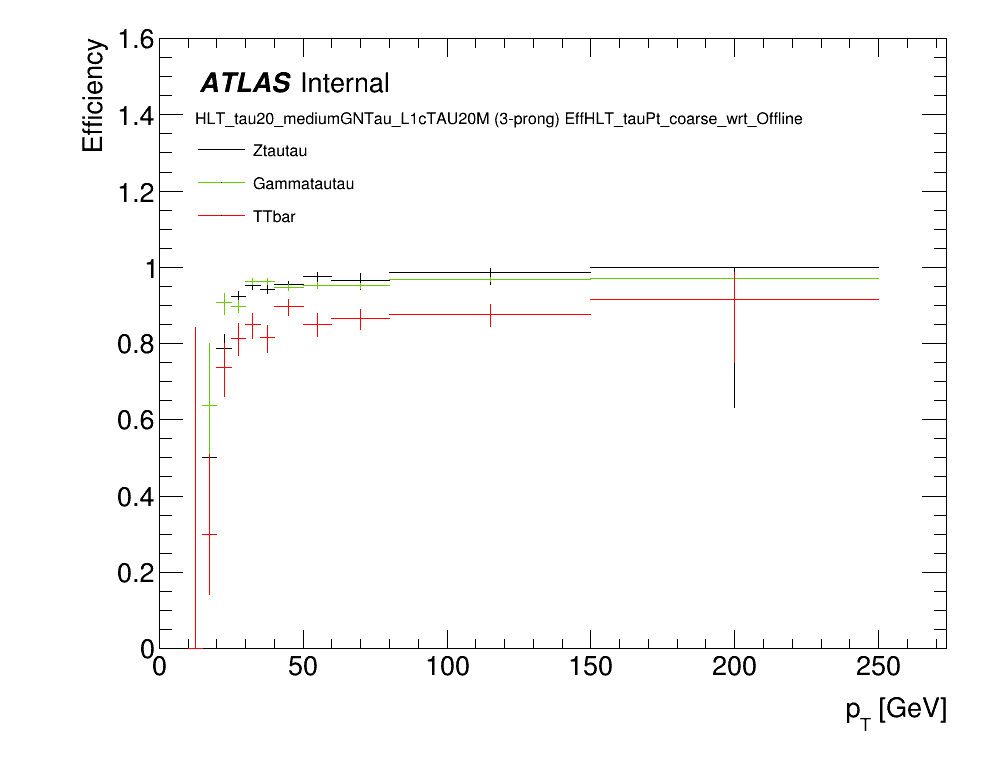 Efficiency
1.6
1.4
1.2
1
0.8
0.6
0.4
0.2
0
ATLAS Internal
HLT_tau20_mediumGNTau_L1cTAU20M (3-prong) EffHLT_tauPt_coarse_wrt_Offline
Ztautau
Gammatautau
TTbar
0 50 100 150 200 250
p_T [GeV]